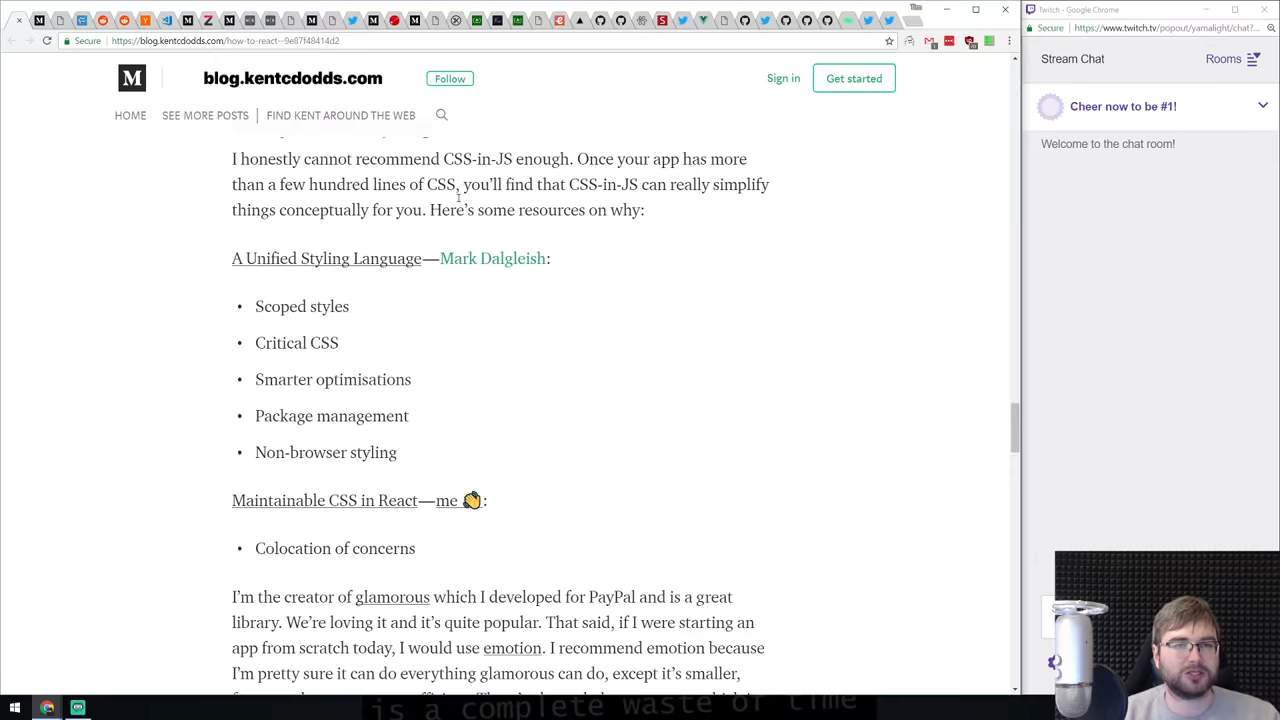 Tim
Twitch - Google Chrome
Secure
https://blog.kentcdodds.com/how-to-react--9e87f48414d2
Secure
https://www.twitch.tv/popout/yamalight/chat?...
M
blog.kentcdodds.com
Follow
Sign in
Get started
Stream Chat
Rooms
HOME
SEE MORE POSTS
FIND KENT AROUND THE WEB
Cheer now to be #1!
Welcome to the chat room!
I honestly cannot recommend CSS-in-JS enough. Once your app has more
than a few hundred lines of CSS, you’ll find that CSS-in-JS can really simplify
things conceptually for you. Here’s some resources on why:
A Unified Styling Language—Mark Dalgleish:
• Scoped styles
• Critical CSS
• Smarter optimisations
• Package management
• Non-browser styling
Maintainable CSS in React—me 👏:
• Colocation of concerns
I’m the creator of glamorous which I developed for PayPal and is a great
library. We’re loving it and it’s quite popular. That said, if I were starting an
app from scratch today, I would use emotion. I recommend emotion because
I’m pretty sure it can do everything glamorous can do, except it’s smaller,
is a complete waste of time